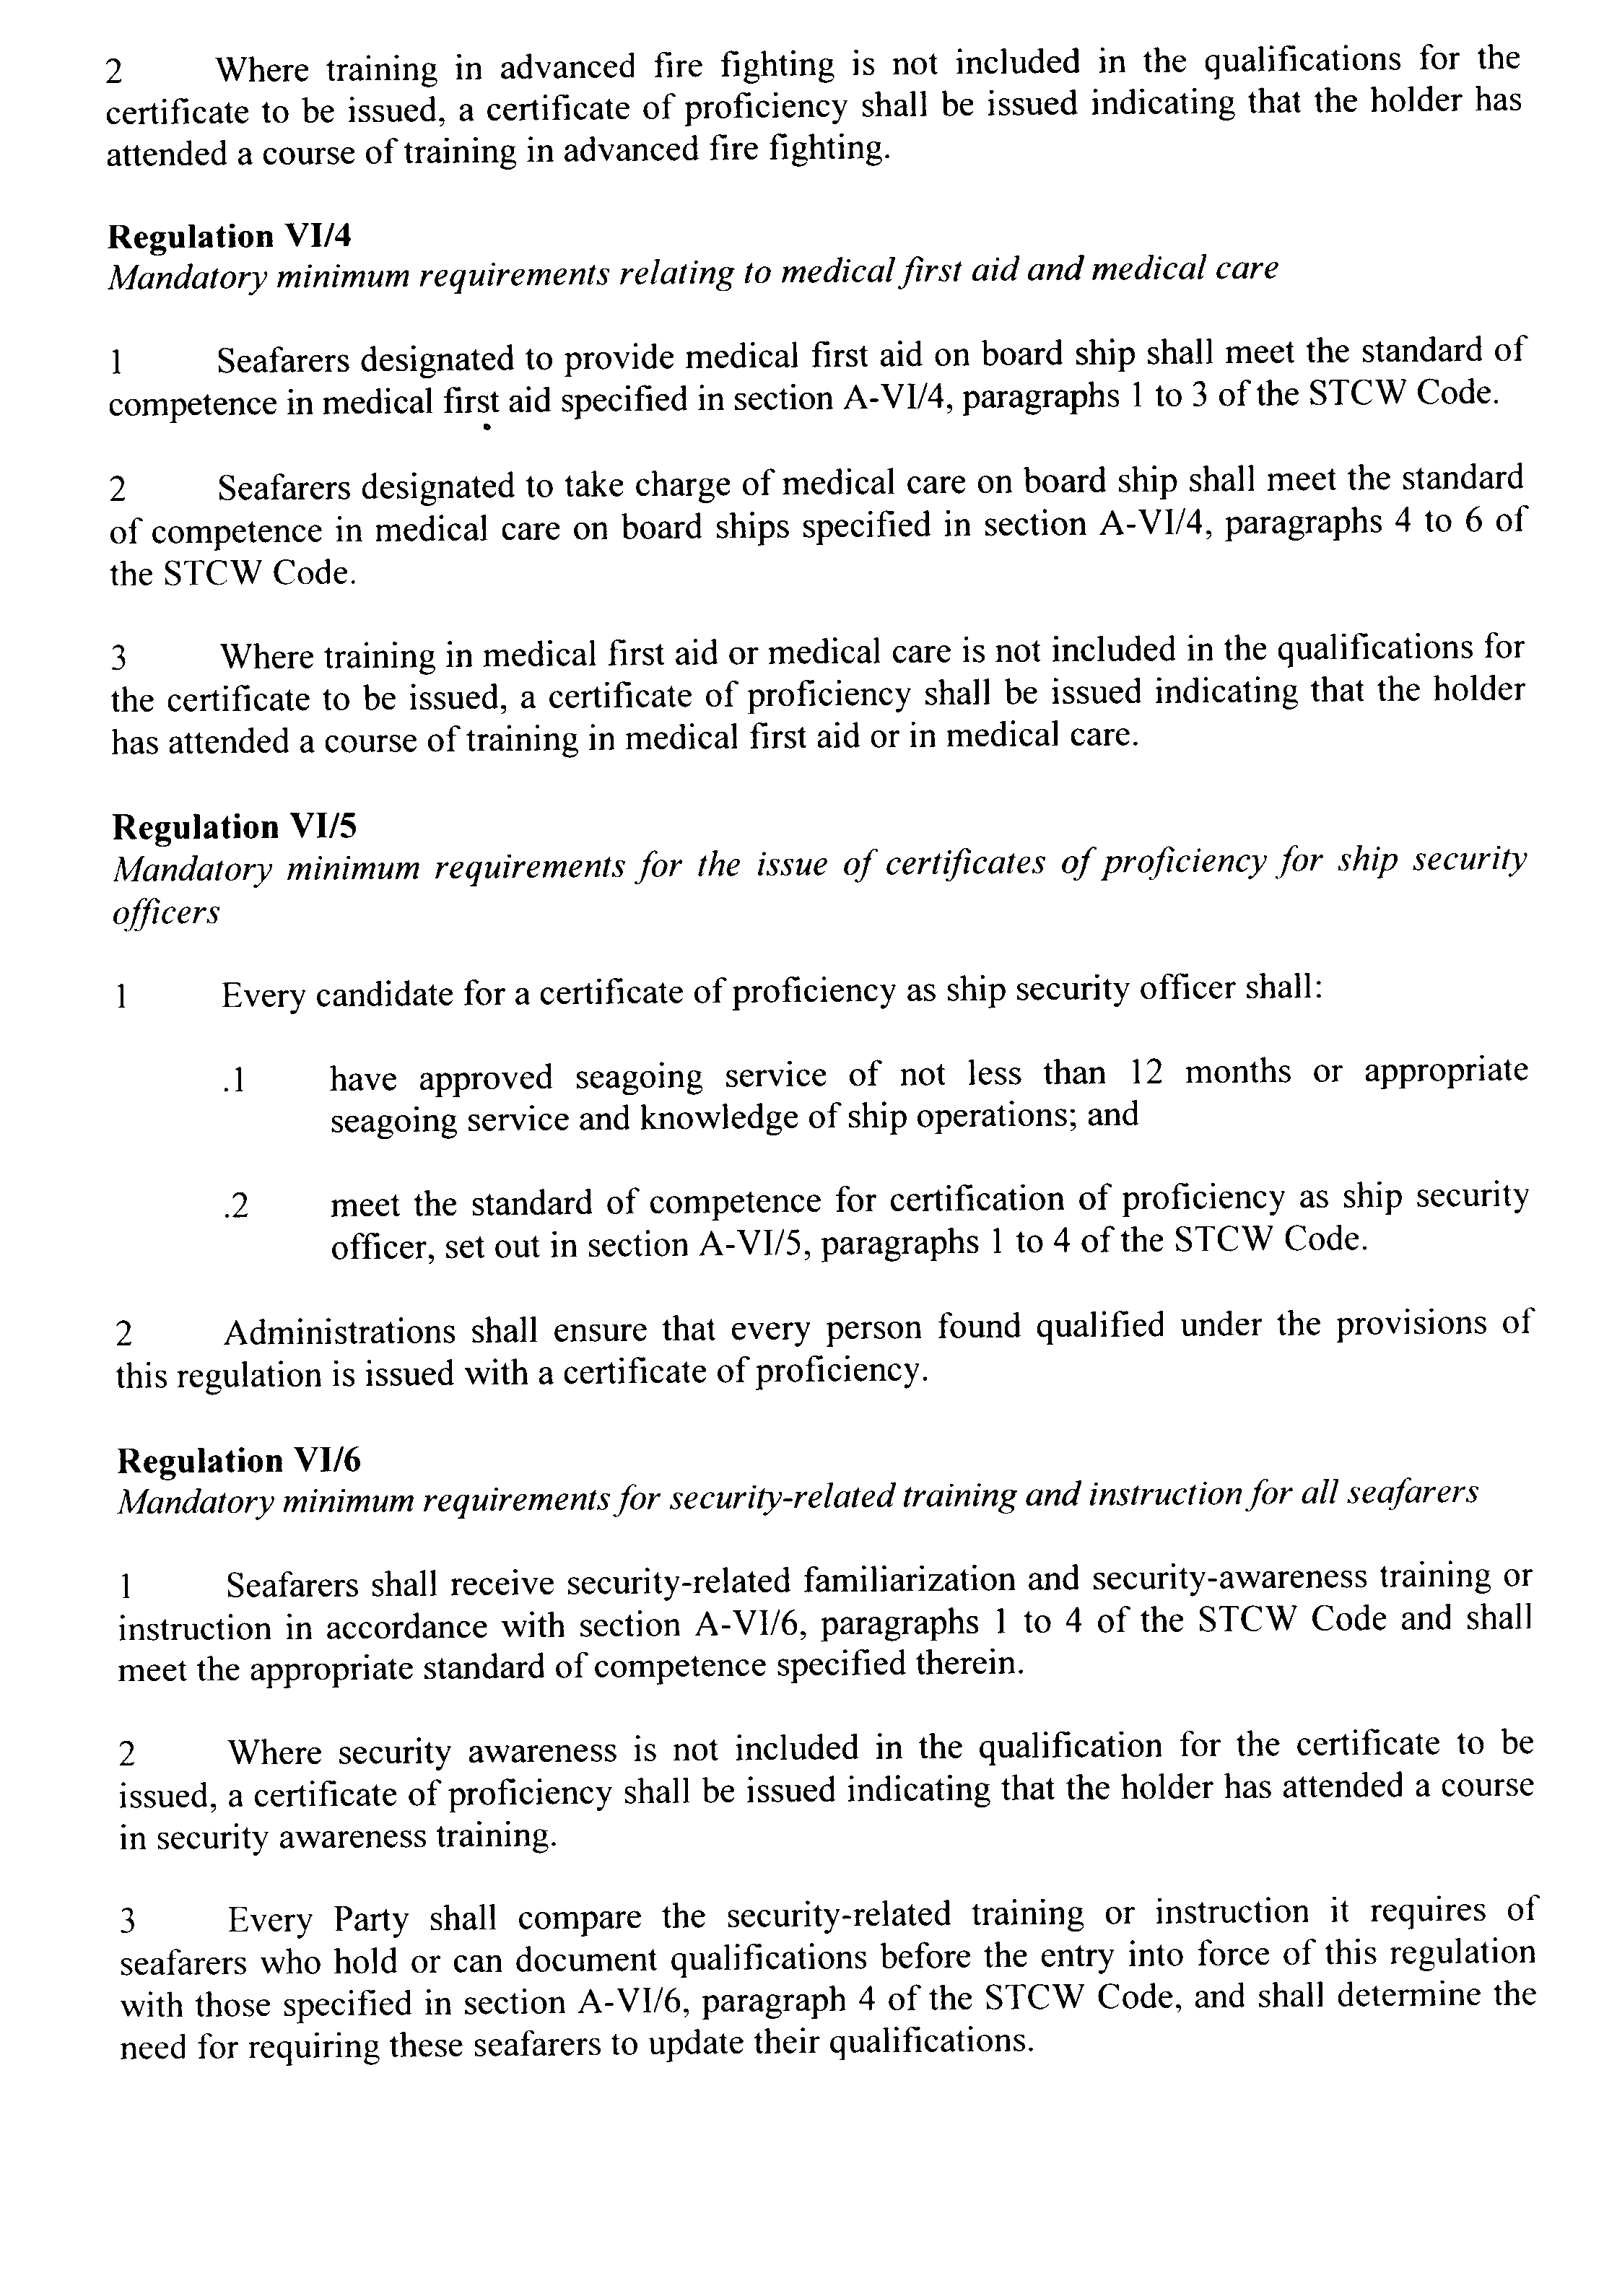 2 Where training in advanced fire fighting is not included in the qualifications for the
certificate to be issued, a certificate of proficiency shall be issued indicating that the holder has
attended a course of training in advanced fire fighting.
Regulation VI/4
Mandatory minimum requirements relating to medical first aid and medical care
1 Seafarers designated to provide medical first aid on board ship shall meet the standard of
competence in medical first aid specified in section A-VI/4, paragraphs 1 to 3 of the STCW Code.
2 Seafarers designated to take charge of medical care on board ship shall meet the standard
of competence in medical care on board ships specified in section A-VI/4, paragraphs 4 to 6 of
the STCW Code.
3 Where training in medical first aid or medical care is not included in the qualifications for
the certificate to be issued, a certificate of proficiency shall be issued indicating that the holder
has attended a course of training in medical first aid or in medical care.
Regulation VI/5
Mandatory minimum requirements for the issue of certificates of proficiency for ship security
officers
1 Every candidate for a certificate of proficiency as ship security officer shall:
.1 have approved seagoing service of not less than 12 months or appropriate
seagoing service and knowledge of ship operations; and
.2 meet the standard of competence for certification of proficiency as ship security
officer, set out in section A-VI/5, paragraphs 1 to 4 of the STCW Code.
2 Administrations shall ensure that every person found qualified under the provisions of
this regulation is issued with a certificate of proficiency.
Regulation VI/6
Mandatory minimum requirements for security-related training and instruction for all seafarers
1 Seafarers shall receive security-related familiarization and security-awareness training or
instruction in accordance with section A-VI/6, paragraphs 1 to 4 of the STCW Code and shall
meet the appropriate standard of competence specified therein.
2 Where security awareness is not included in the qualification for the certificate to be
issued, a certificate of proficiency shall be issued indicating that the holder has attended a course
in security awareness training.
3 Every Party shall compare the security-related training or instruction it requires of
seafarers who hold or can document qualifications before the entry into force of this regulation
with those specified in section A-VI/6, paragraph 4 of the STCW Code, and shall determine the
need for requiring these seafarers to update their qualifications.